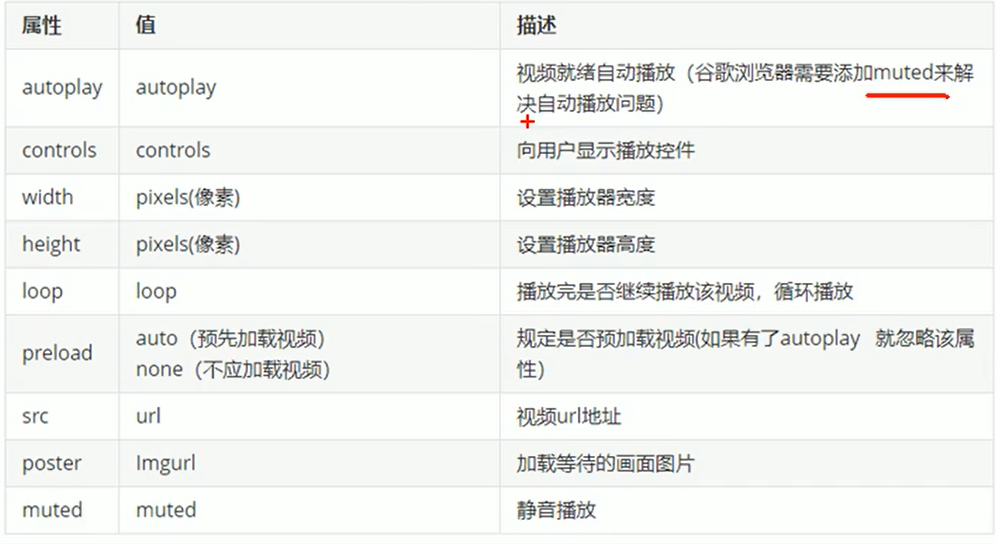 属性 值 描述
autoplay autoplay 视频就绪自动播放（谷歌浏览器需要添加muted来解
决自动播放问题）
controls controls 向用户显示播放控件
width pixels(像素) 设置播放器宽度
height pixels(像素) 设置播放器高度
loop loop 播放完是否继续播放该视频，循环播放
preload auto（预先加载视频） 规定是否预加载视频(如果有了autoplay 就忽略该属
none（不应加载视频） 性）
src url 视频url地址
poster Imgurl 加载等待的画面图片
muted muted 静音播放